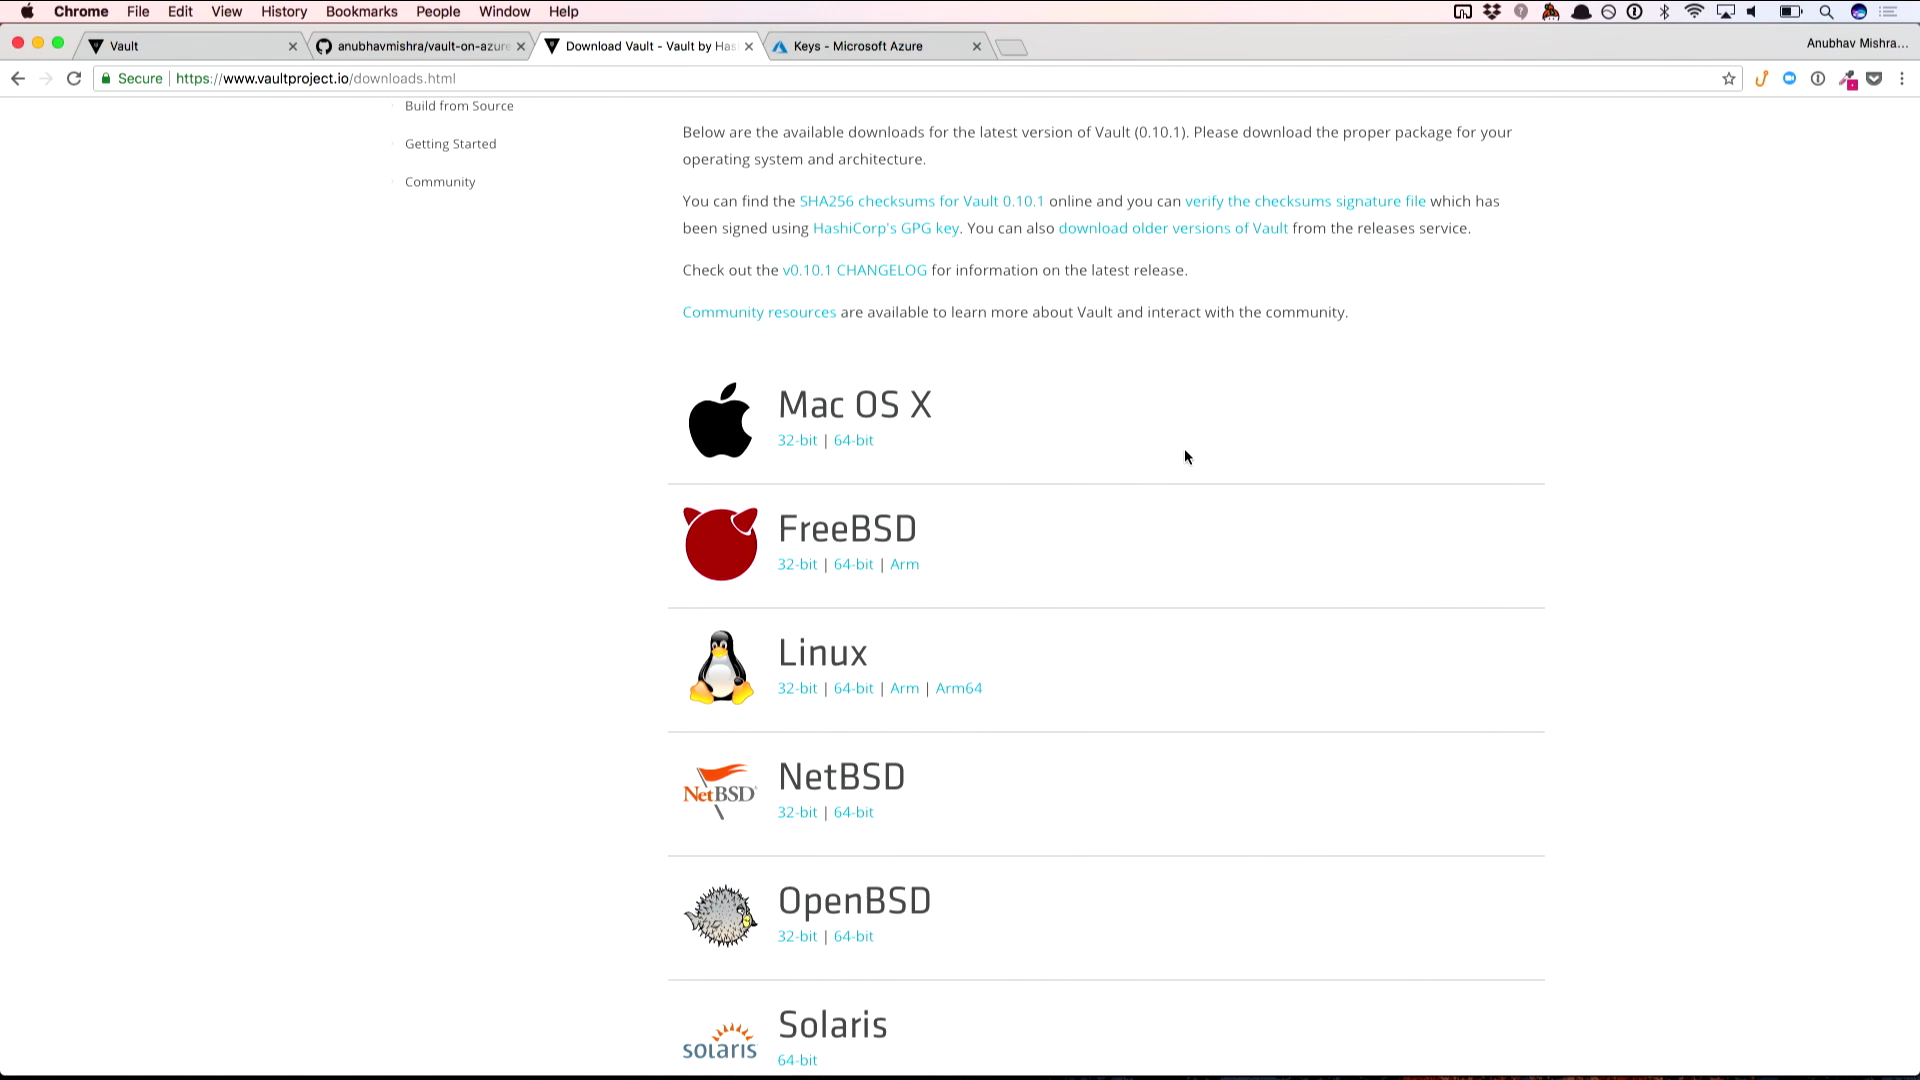 Chrome File Edit View History Bookmarks People Window Help
Vault
anubhavmishra/vault-on-azure
Download Vault - Vault by Has
Keys - Microsoft Azure
Anubhav Mishra...
Secure https://www.vaultproject.io/downloads.html
Build from Source
Getting Started
Community
Below are the available downloads for the latest version of Vault (0.10.1). Please download the proper package for your
operating system and architecture.
You can find the SHA256 checksums for Vault 0.10.1 online and you can verify the checksums signature file which has
been signed using HashiCorp's GPG key. You can also download older versions of Vault from the releases service.
Check out the v0.10.1 CHANGELOG for information on the latest release.
Community resources are available to learn more about Vault and interact with the community.
Mac OS X
32-bit | 64-bit
FreeBSD
32-bit | 64-bit | Arm
Linux
32-bit | 64-bit | Arm | Arm64
NetBSD
NetBSD
32-bit | 64-bit
OpenBSD
32-bit | 64-bit
Solaris
solaris
64-bit